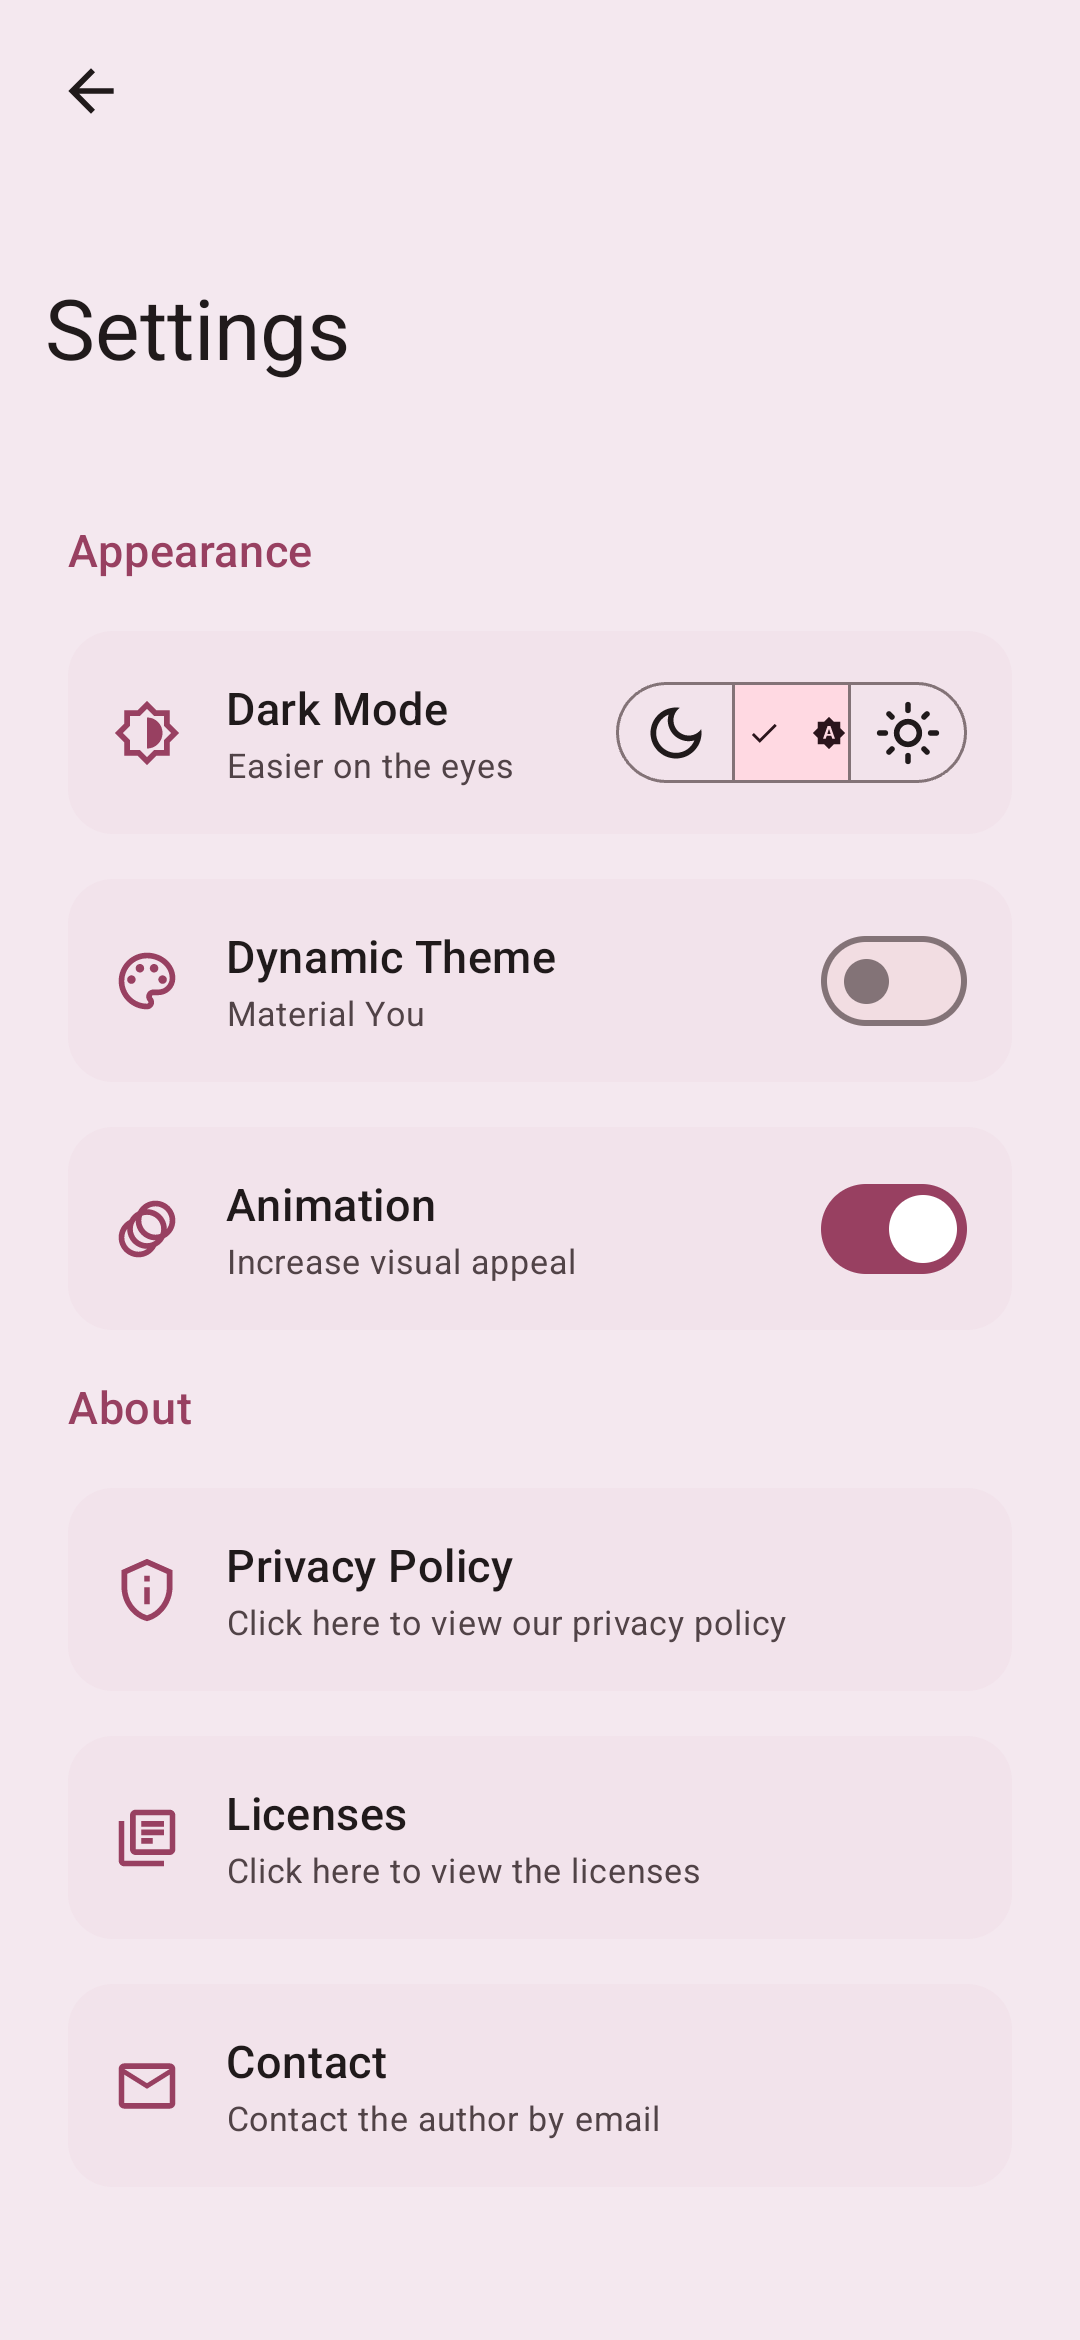 Settings
Appearance
Dark Mode
Easier on the eyes
A
Dynamic Theme
Material You
Animation
Increase visual appeal
About
Privacy Policy
Click here to view our privacy policy
Licenses
Click here to view the licenses
Contact
Contact the author by email